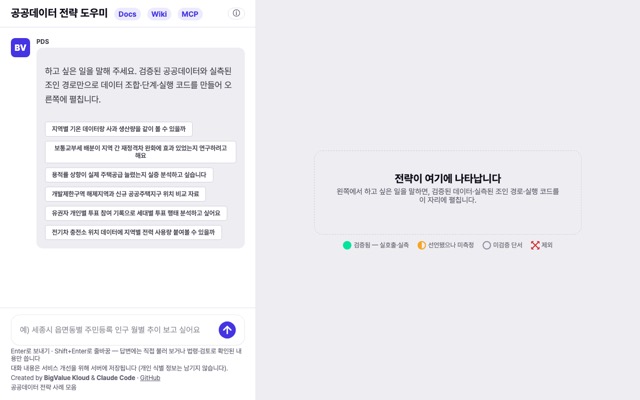 공공데이터 전략 도우미 Docs Wiki MCP
BV PDS
하고 싶은 일을 말해 주세요. 검증된 공공데이터와 실측된
조인 경로만으로 데이터 조합·단계·실행 코드를 만들어 오
른쪽에 펼칩니다.
지역별 기온 데이터랑 사과 생산량을 같이 볼 수 있을까
보통교부세 배분이 지역 간 재정격차 완화에 효과 있었는지 연구하려고
해요
용적률 상향이 실제 주택공급 늘렸는지 실증 분석하고 싶습니다
개발제한구역 해제지역과 신규 공공주택지구 위치 비교 자료
유권자 개인별 투표 참여 기록으로 세대별 투표 행태 분석하고 싶어요
전기차 충전소 위치 데이터에 지역별 전력 사용량 붙여볼 수 있을까
예) 세종시 읍면동별 주민등록 인구 월별 추이 보고 싶어요
Enter로 보내기 · Shift+Enter로 줄바꿈 — 답변에는 직접 불러 보거나 법령·검토로 확인된 내
용만 씁니다
대화 내용은 서비스 개선을 위해 서버에 저장됩니다 (개인 식별 정보는 남기지 않습니다).
Created by BigValue Kloud & Claude Code · GitHub
공공데이터 전략 사례 모음
전략이 여기에 나타납니다
왼쪽에서 하고 싶은 일을 말하면, 검증된 데이터·실측된 조인 경로·실행 코드를
이 자리에 펼칩니다.
검증됨 — 실호출·실측 선언됐으나 미측정 미검증 단서 제외